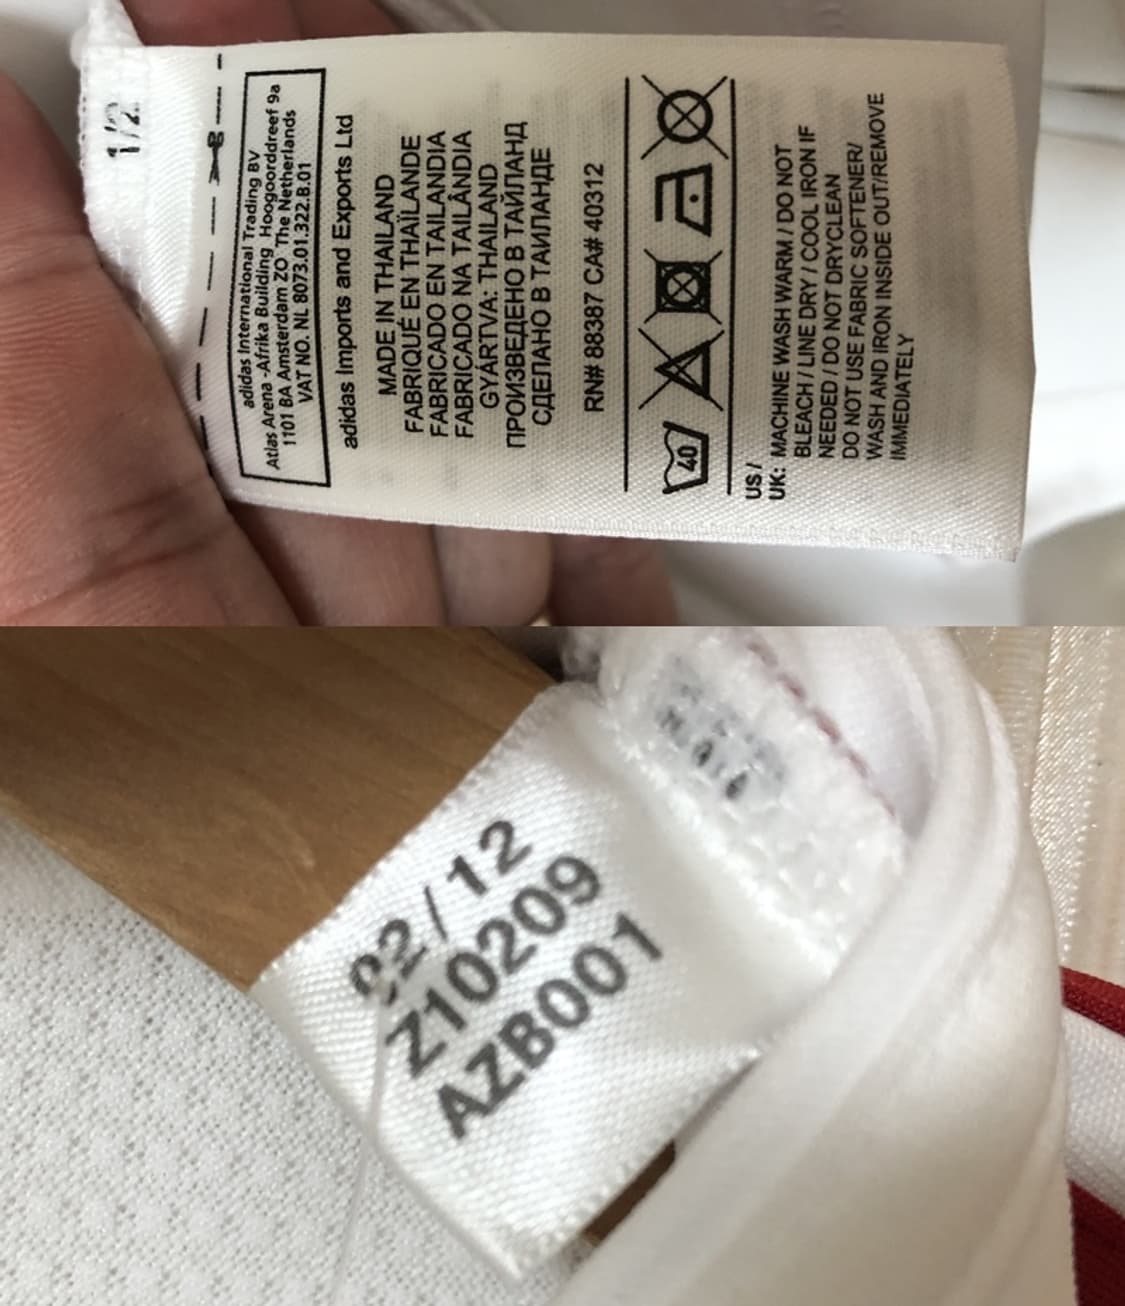 1/2
adidas International Trading BV
Atlas Arena -Afrika Building Hoogoorddreef 9a
1101 BA Amsterdam ZO The Netherlands
VAT NO. NL 8073.01.322.B.01
adidas Imports and Exports Ltd
MADE IN THAILAND
FABRIQUÉ EN THAÏLANDE
FABRICADO EN TAILANDIA
FABRICADO NA TAILÂNDIA
GYÁRTVA: THAILAND
ПРОИЗВЕДЕНО В ТАЙЛАНД
СДЕЛАНО В ТАИЛАНДЕ
RN# 88387 CA# 40312
40
US /
UK: MACHINE WASH WARM / DO NOT
BLEACH / LINE DRY / COOL IRON IF
NEEDED / DO NOT DRYCLEAN
DO NOT USE FABRIC SOFTENER/
WASH AND IRON INSIDE OUT/REMOVE
IMMEDIATELY
02/12
Z10209
AZB001